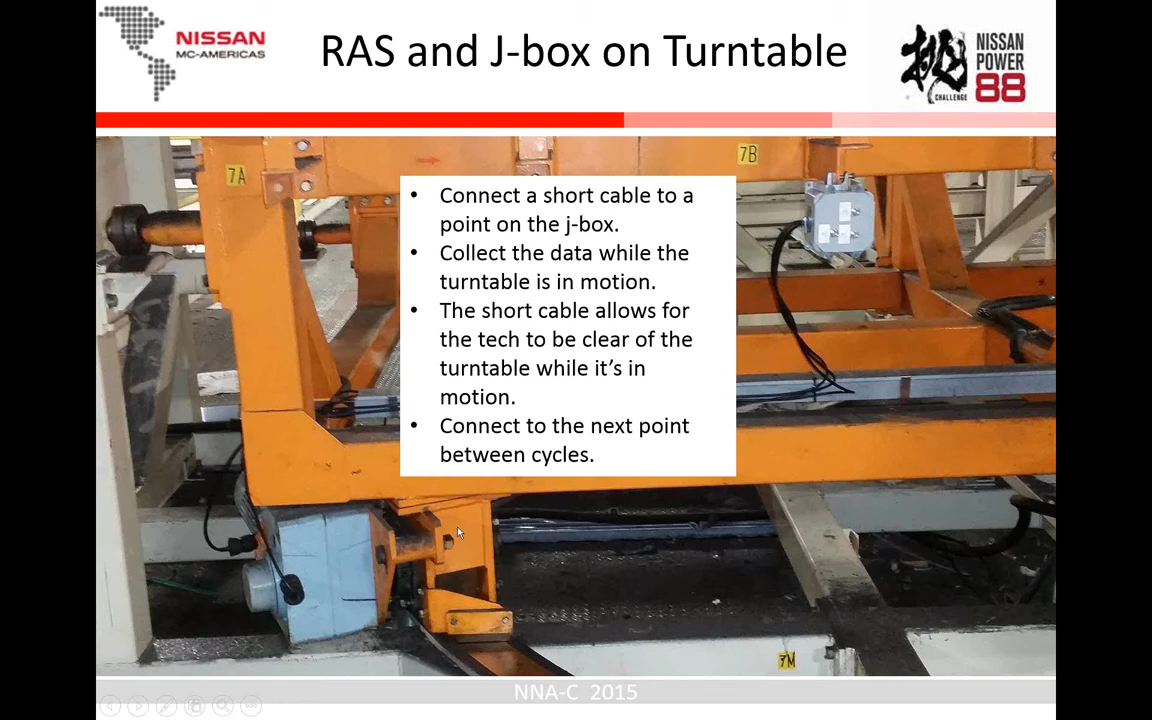 NISSAN
MC-AMERICAS
RAS and J-box on Turntable
挑
CHALLENGE
NISSAN
POWER
88
7A
7B
• Connect a short cable to a
point on the j-box.
• Collect the data while the
turntable is in motion.
• The short cable allows for
the tech to be clear of the
turntable while it’s in
motion.
• Connect to the next point
between cycles.
7M
NNA-C 2015